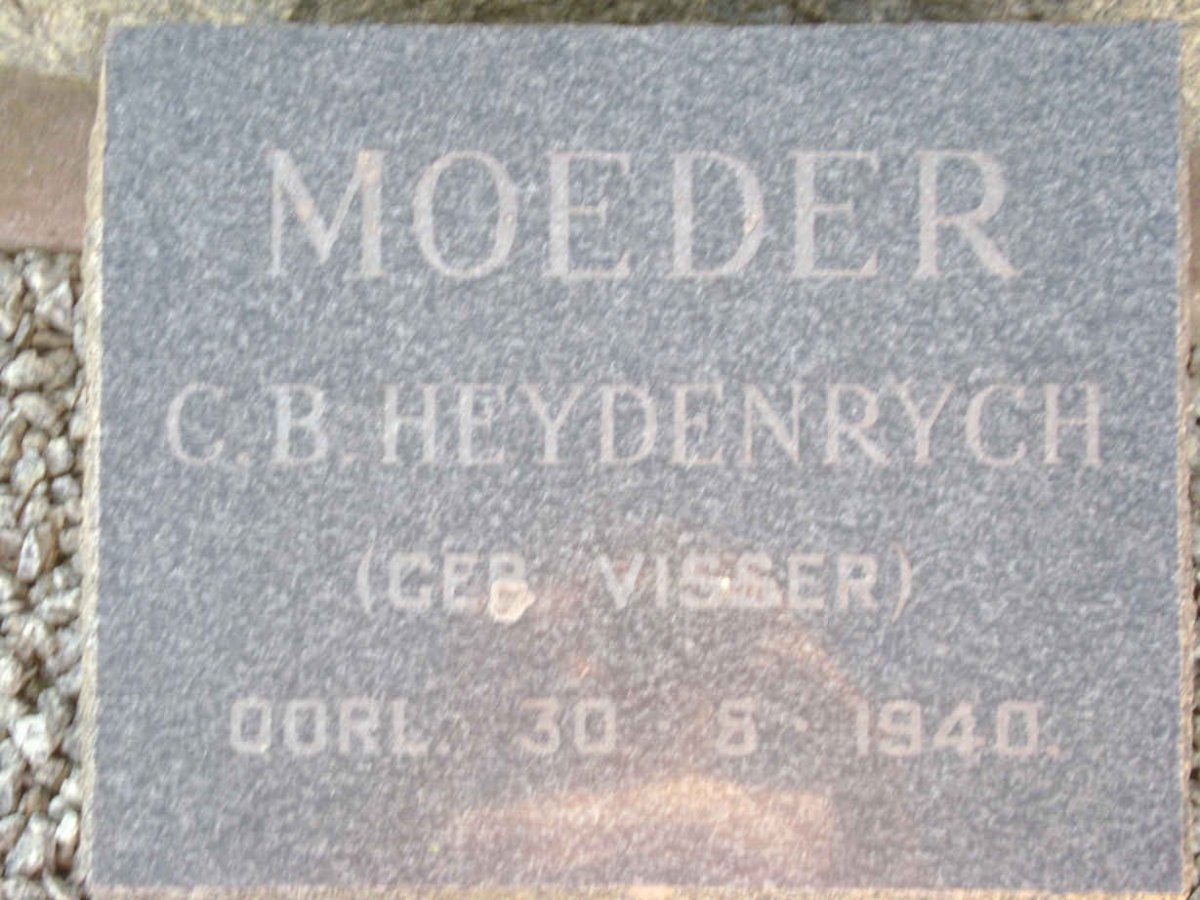 MOEDER
C.B. HEYDENRYCH
(GEB VISSER)
OORL. 30 · 8 · 1940.